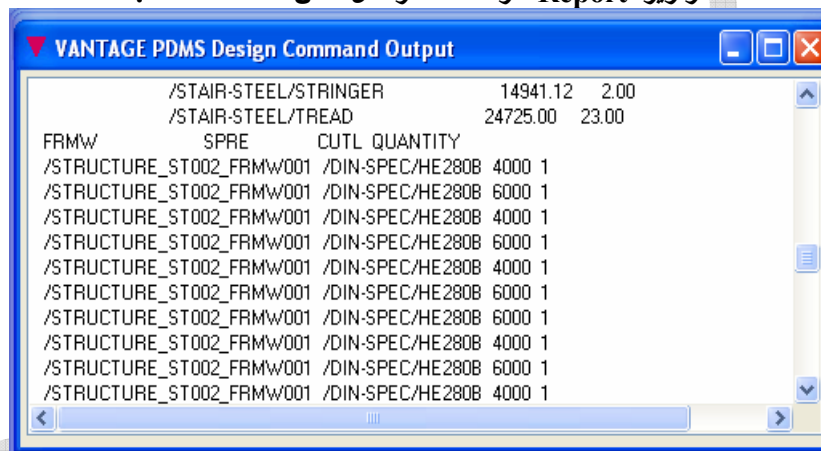 Report
VANTAGE PDMS Design Command Output
/STAIR-STEEL/STRINGER 14941.12 2.00
/STAIR-STEEL/TREAD 24725.00 23.00
FRMW SPRE CUTL QUANTITY
/STRUCTURE_ST002_FRMW001 /DIN-SPEC/HE280B 4000 1
/STRUCTURE_ST002_FRMW001 /DIN-SPEC/HE280B 6000 1
/STRUCTURE_ST002_FRMW001 /DIN-SPEC/HE280B 4000 1
/STRUCTURE_ST002_FRMW001 /DIN-SPEC/HE280B 6000 1
/STRUCTURE_ST002_FRMW001 /DIN-SPEC/HE280B 4000 1
/STRUCTURE_ST002_FRMW001 /DIN-SPEC/HE280B 6000 1
/STRUCTURE_ST002_FRMW001 /DIN-SPEC/HE280B 6000 1
/STRUCTURE_ST002_FRMW001 /DIN-SPEC/HE280B 4000 1
/STRUCTURE_ST002_FRMW001 /DIN-SPEC/HE280B 6000 1
/STRUCTURE_ST002_FRMW001 /DIN-SPEC/HE280B 4000 1